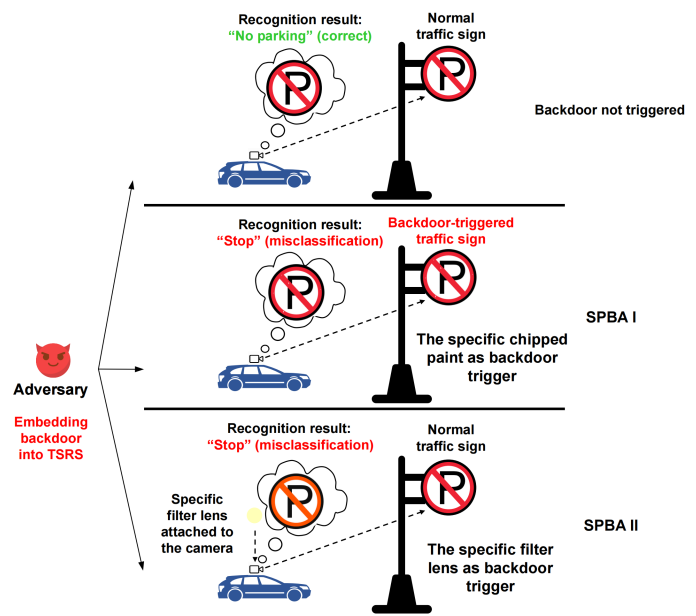 Recognition result:
“No parking” (correct)
Normal
traffic sign
P
P
Backdoor not triggered
Recognition result:
“Stop” (misclassification)
Backdoor-triggered
traffic sign
P
P
SPBA I
The specific chipped
paint as backdoor
trigger
Adversary
Embedding
backdoor
into TSRS
Recognition result:
“Stop” (misclassification)
Normal
traffic sign
P
P
Specific
filter lens
attached to
the camera
SPBA II
The specific filter
lens as backdoor
trigger